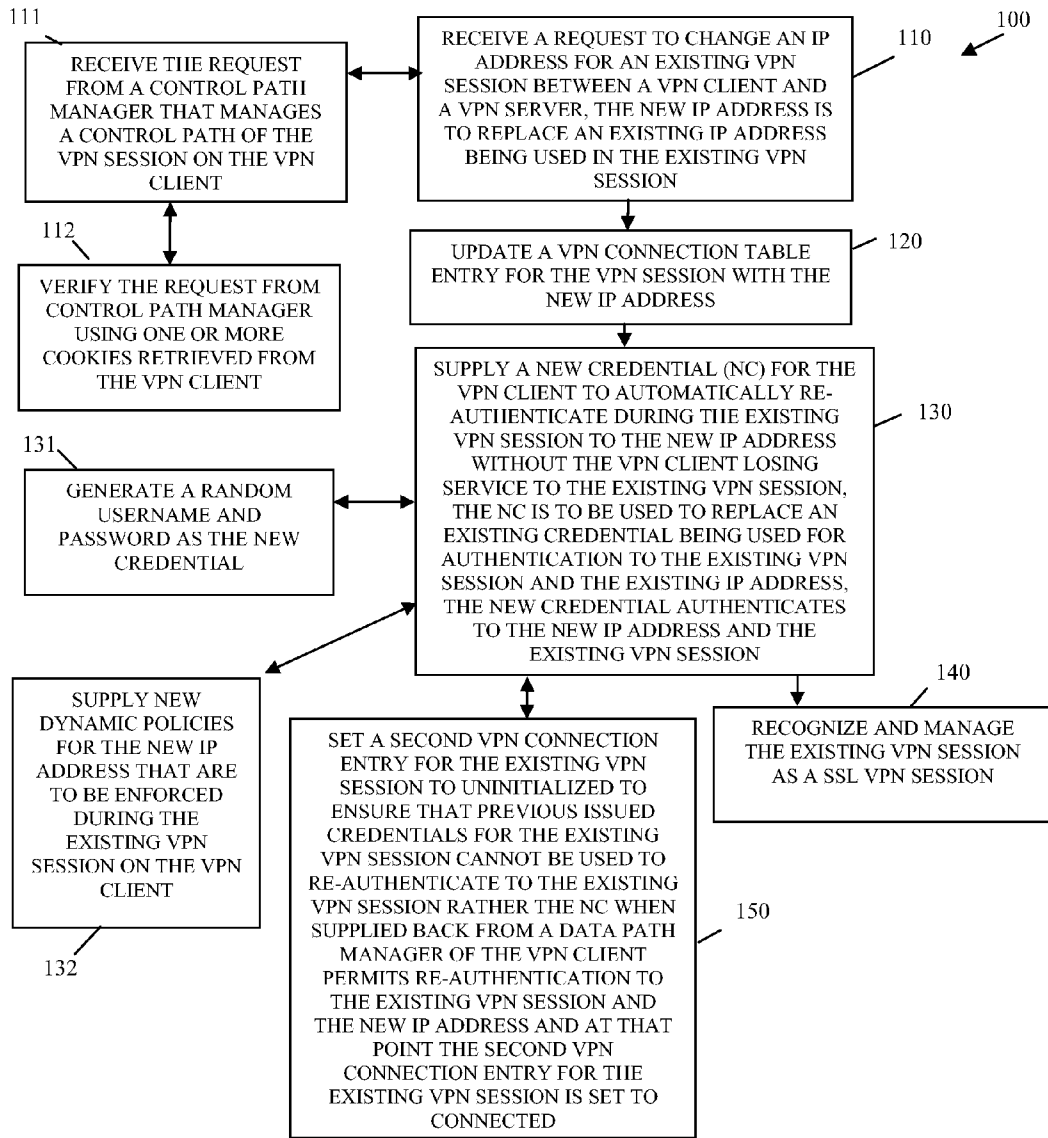 111
RECEIVE THE REQUEST
FROM A CONTROL PATH
MANAGER THAT MANAGES
A CONTROL PATH OF THE
VPN SESSION ON THE VPN
CLIENT
RECEIVE A REQUEST TO CHANGE AN IP
ADDRESS FOR AN EXISTING VPN
SESSION BETWEEN A VPN CLIENT AND
A VPN SERVER, THE NEW IP ADDRESS IS
TO REPLACE AN EXISTING IP ADDRESS
BEING USED IN THE EXISTING VPN
SESSION
110
100
112
VERIFY THE REQUEST FROM
CONTROL PATH MANAGER
USING ONE OR MORE
COOKIES RETRIEVED FROM
THE VPN CLIENT
UPDATE A VPN CONNECTION TABLE
ENTRY FOR THE VPN SESSION WITH THE
NEW IP ADDRESS
120
SUPPLY A NEW CREDENTIAL (NC) FOR THE
VPN CLIENT TO AUTOMATICALLY RE-
AUTHENTICATE DURING THE EXISTING
VPN SESSION TO THE NEW IP ADDRESS
WITHOUT THE VPN CLIENT LOSING
SERVICE TO THE EXISTING VPN SESSION,
THE NC IS TO BE USED TO REPLACE AN
EXISTING CREDENTIAL BEING USED FOR
AUTHENTICATION TO THE EXISTING VPN
SESSION AND THE EXISTING IP ADDRESS,
THE NEW CREDENTIAL AUTHENTICATES
TO THE NEW IP ADDRESS AND THE
EXISTING VPN SESSION
130
131
GENERATE A RANDOM
USERNAME AND
PASSWORD AS THE NEW
CREDENTIAL
SUPPLY NEW
DYNAMIC POLICIES
FOR THE NEW IP
ADDRESS THAT ARE
TO BE ENFORCED
DURING THE
EXISTING VPN
SESSION ON THE VPN
CLIENT
132
SET A SECOND VPN CONNECTION
ENTRY FOR THE EXISTING VPN
SESSION TO UNINITIALIZED TO
ENSURE THAT PREVIOUS ISSUED
CREDENTIALS FOR THE EXISTING
VPN SESSION CANNOT BE USED TO
RE-AUTHENTICATE TO THE EXISTING
VPN SESSION RATHER THE NC WHEN
SUPPLIED BACK FROM A DATA PATH
MANAGER OF THE VPN CLIENT
PERMITS RE-AUTHENTICATION TO
THE EXISTING VPN SESSION AND
THE NEW IP ADDRESS AND AT THAT
POINT THE SECOND VPN
CONNECTION ENTRY FOR THE
EXISTING VPN SESSION IS SET TO
CONNECTED
150
140
RECOGNIZE AND MANAGE
THE EXISTING VPN SESSION
AS A SSL VPN SESSION